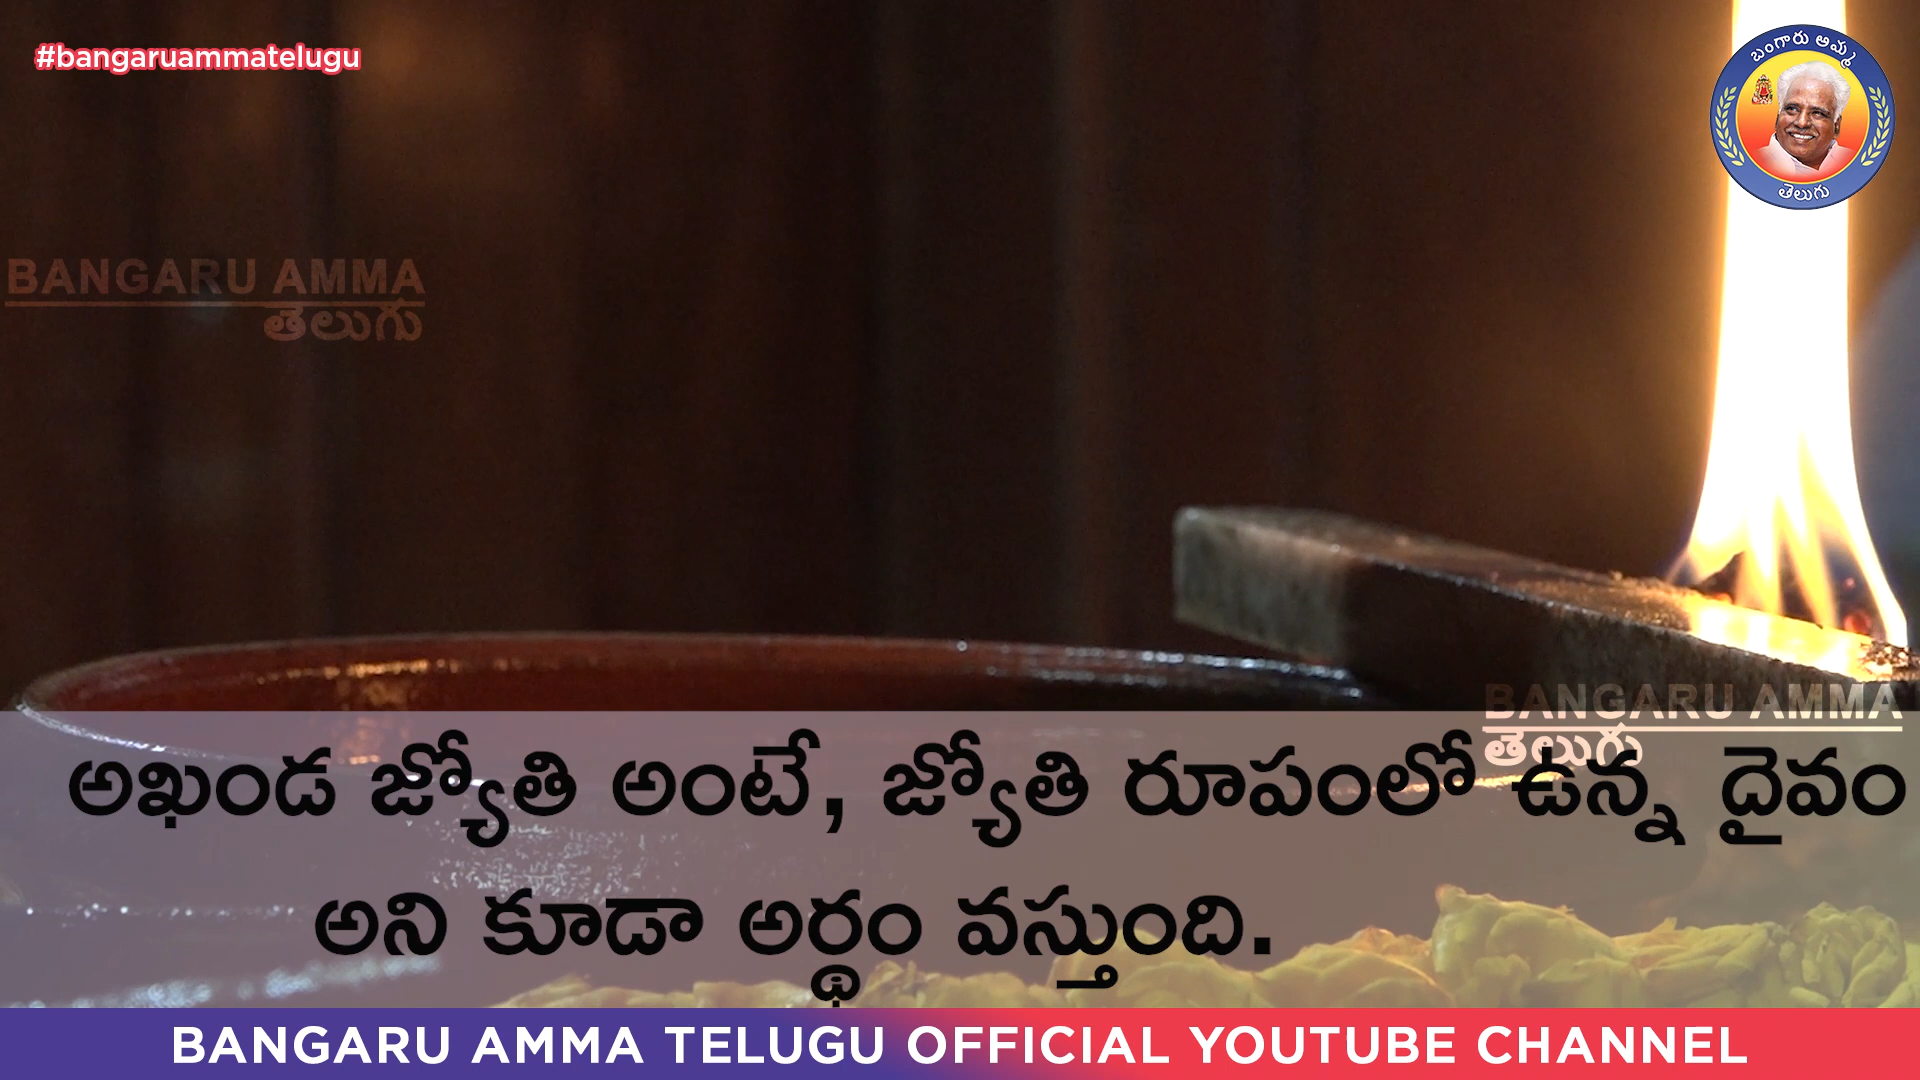 #bangaruammatelugu
బంగారు అమ్మ
తెలుగు
BANGARU AMMA
తెలుగు
BANGARU AMMA
తెలుగు
అఖండ జ్యోతి అంటే, జ్యోతి రూపంలో ఉన్న దైవం
అని కూడా అర్థం వస్తుంది.
BANGARU AMMA TELUGU OFFICIAL YOUTUBE CHANNEL